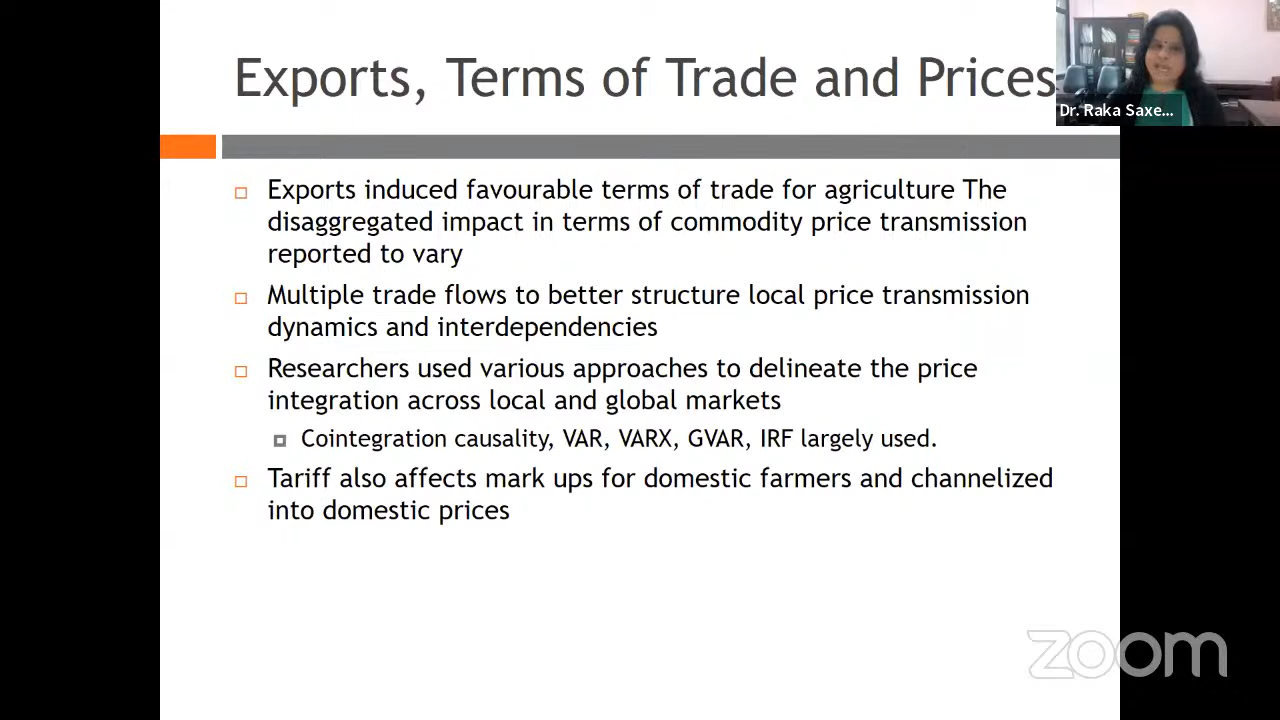 Exports, Terms of Trade and Prices
Dr. Raka Saxe...
Exports induced favourable terms of trade for agriculture The
disaggregated impact in terms of commodity price transmission
reported to vary
Multiple trade flows to better structure local price transmission
dynamics and interdependencies
Researchers used various approaches to delineate the price
integration across local and global markets
Cointegration causality, VAR, VARX, GVAR, IRF largely used.
Tariff also affects mark ups for domestic farmers and channelized
into domestic prices
zoom